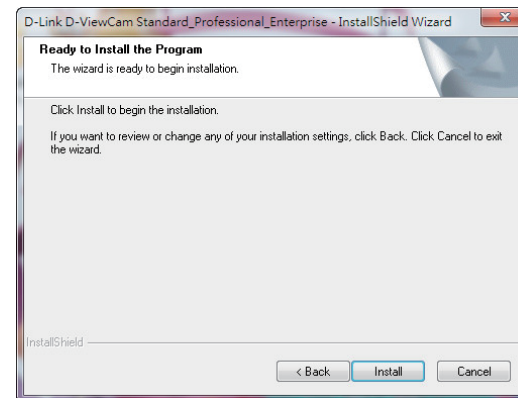 D-Link D-ViewCam Standard_Professional_Enterprise - InstallShield Wizard
Ready to Install the Program
The wizard is ready to begin installation.
Click Install to begin the installation.
If you want to review or change any of your installation settings, click Back. Click Cancel to exit
the wizard.
InstallShield
< Back Install Cancel